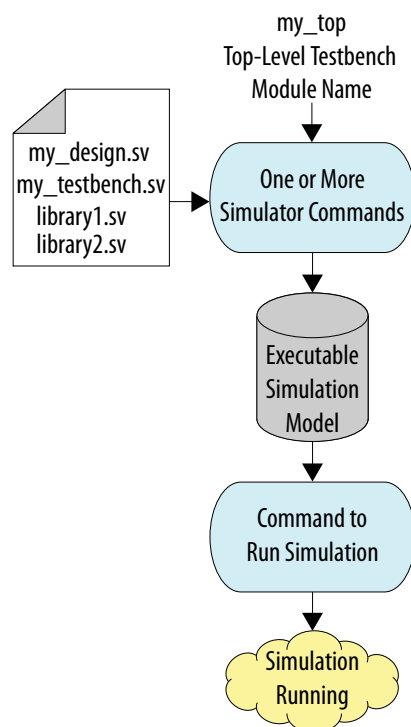 my_top
Top-Level Testbench
Module Name
my_design.sv
my_testbench.sv
library1.sv
library2.sv
One or More
Simulator Commands
Executable
Simulation
Model
Command to
Run Simulation
Simulation
Running